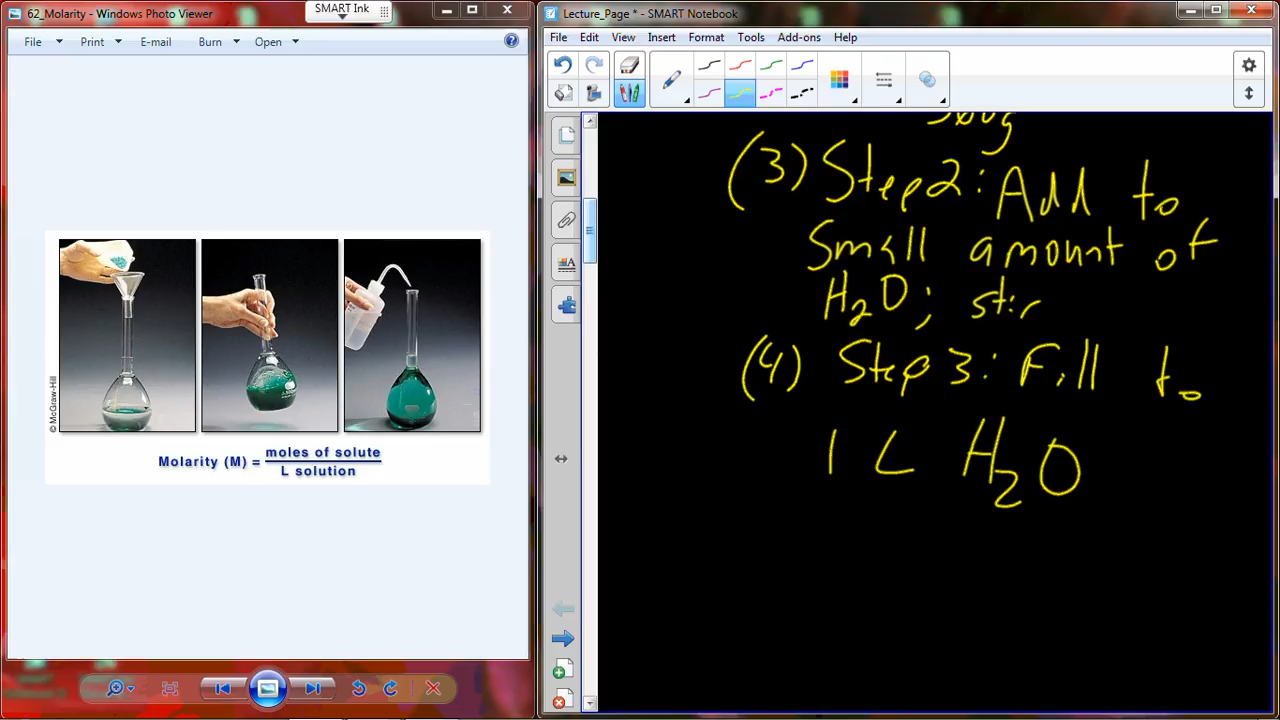 62_Molarity - Windows Photo Viewer
SMART Ink
File Print E-mail Burn Open
© McGraw-Hill
Molarity (M) = moles of solute
L solution
Lecture_Page * - SMART Notebook
File Edit View Insert Format Tools Add-ons Help
(3) Step 2: Add to
Small amount of
H2O; stir
(4) Step 3: Fill to
1 L H2O